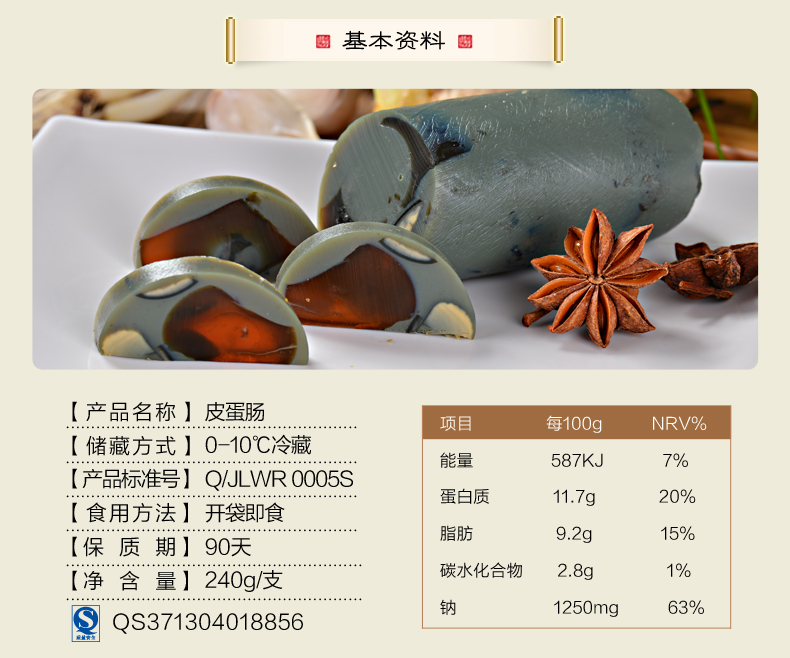 基本资料
【产品名称】皮蛋肠
【储藏方式】0-10℃冷藏
【产品标准号】Q/JLWR 0005S
【食用方法】开袋即食
【保 质 期】90天
【净 含 量】240g/支
QS371304018856
项目 每100g NRV%
能量 587KJ 7%
蛋白质 11.7g 20%
脂肪 9.2g 15%
碳水化合物 2.8g 1%
钠 1250mg 63%